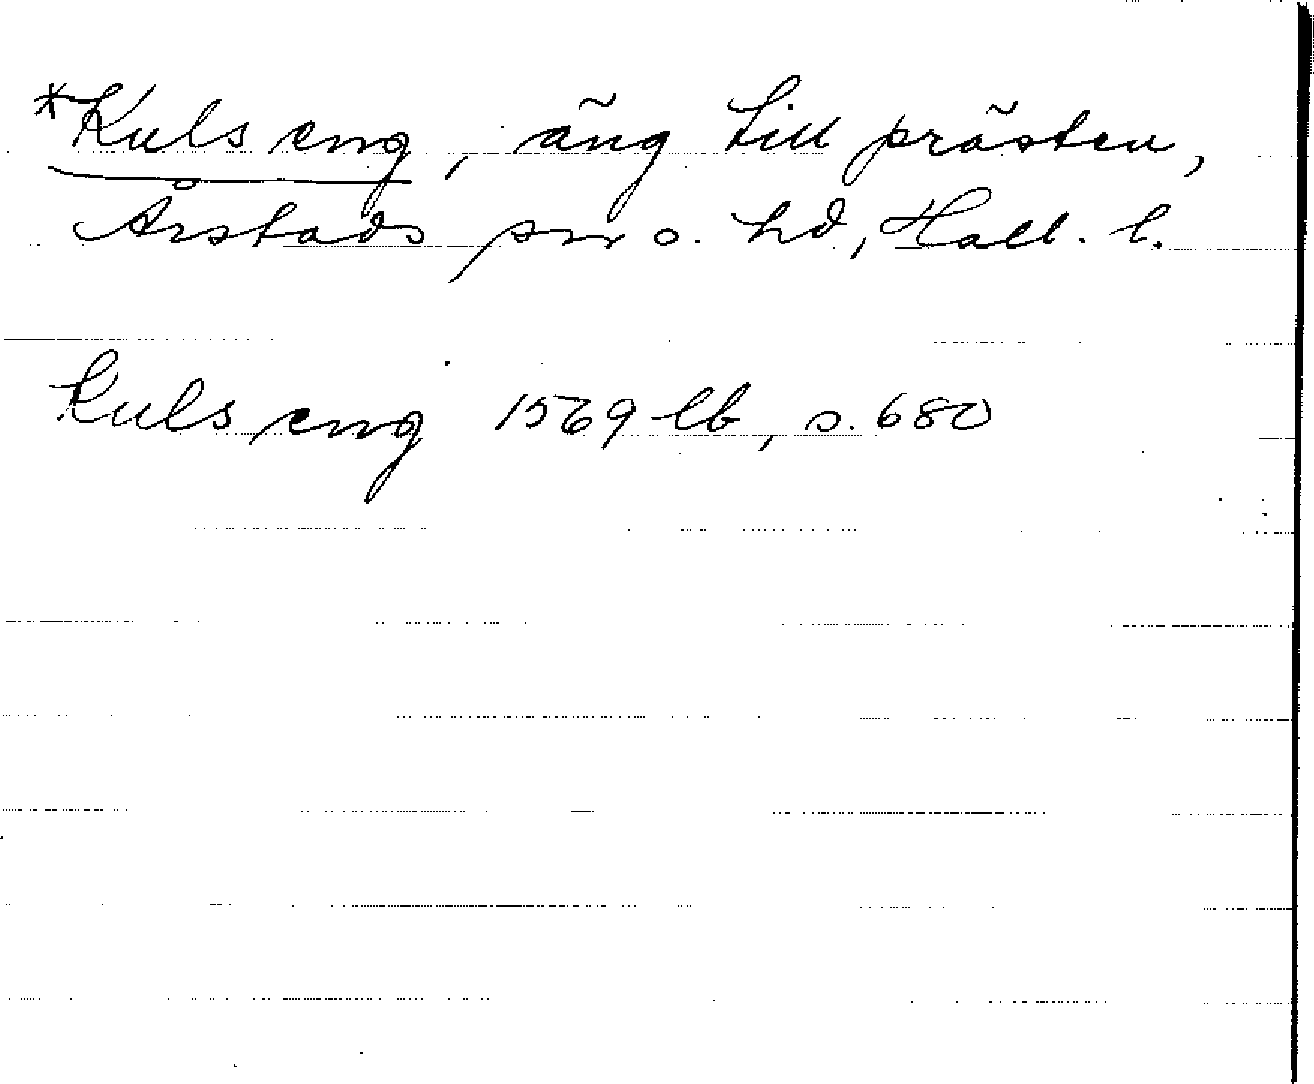 *Kuls eng, äng till prästen,
Årstads sn o. hd, Hall. l.
Kuls eng 1569 lb, s. 680